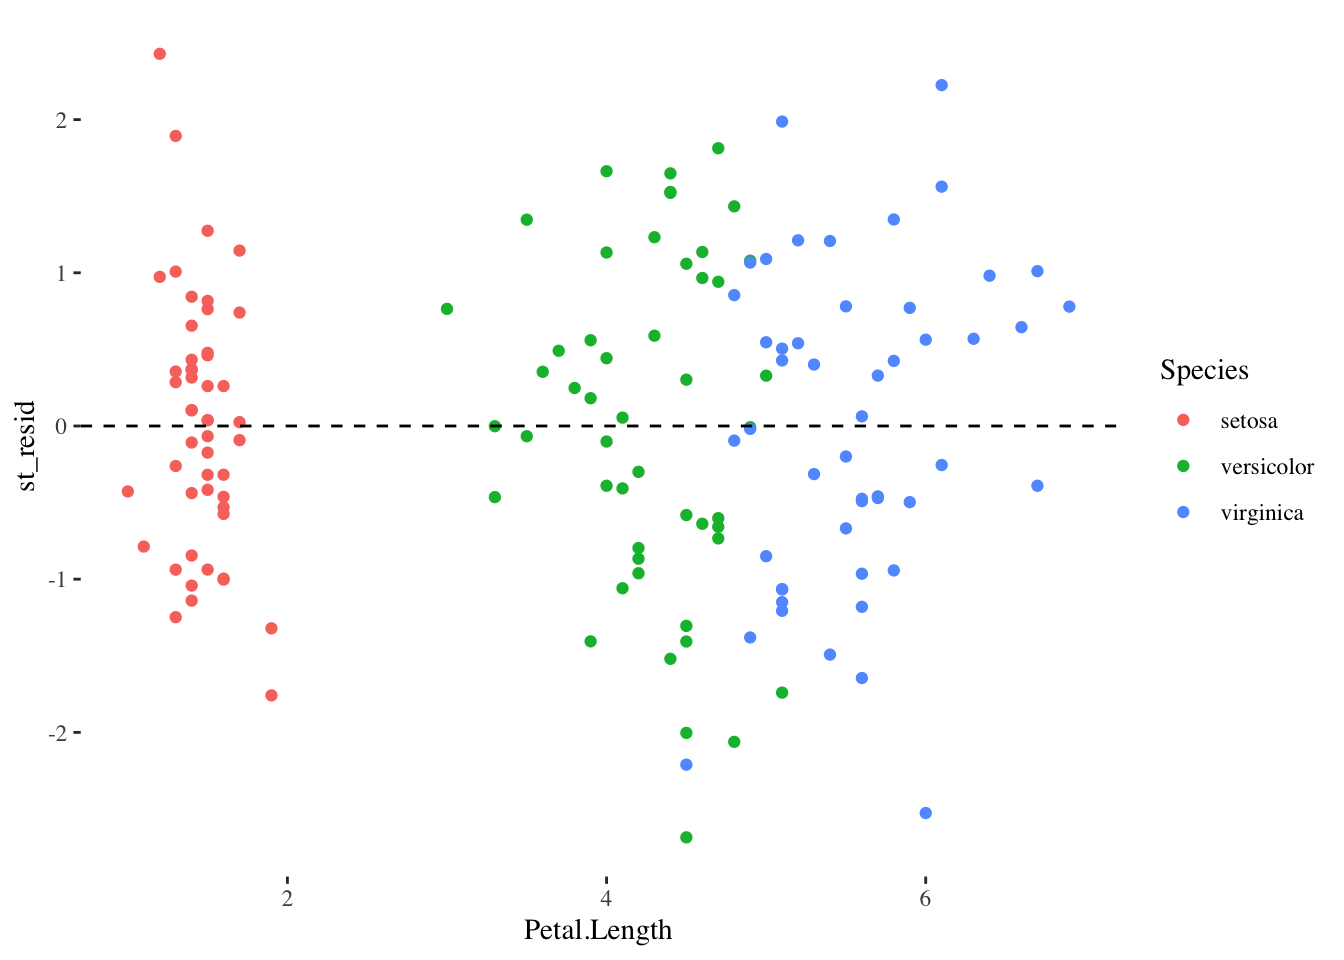 2
1
0
-1
-2
st_resid
2
4
6
Petal.Length
Species
setosa
versicolor
virginica